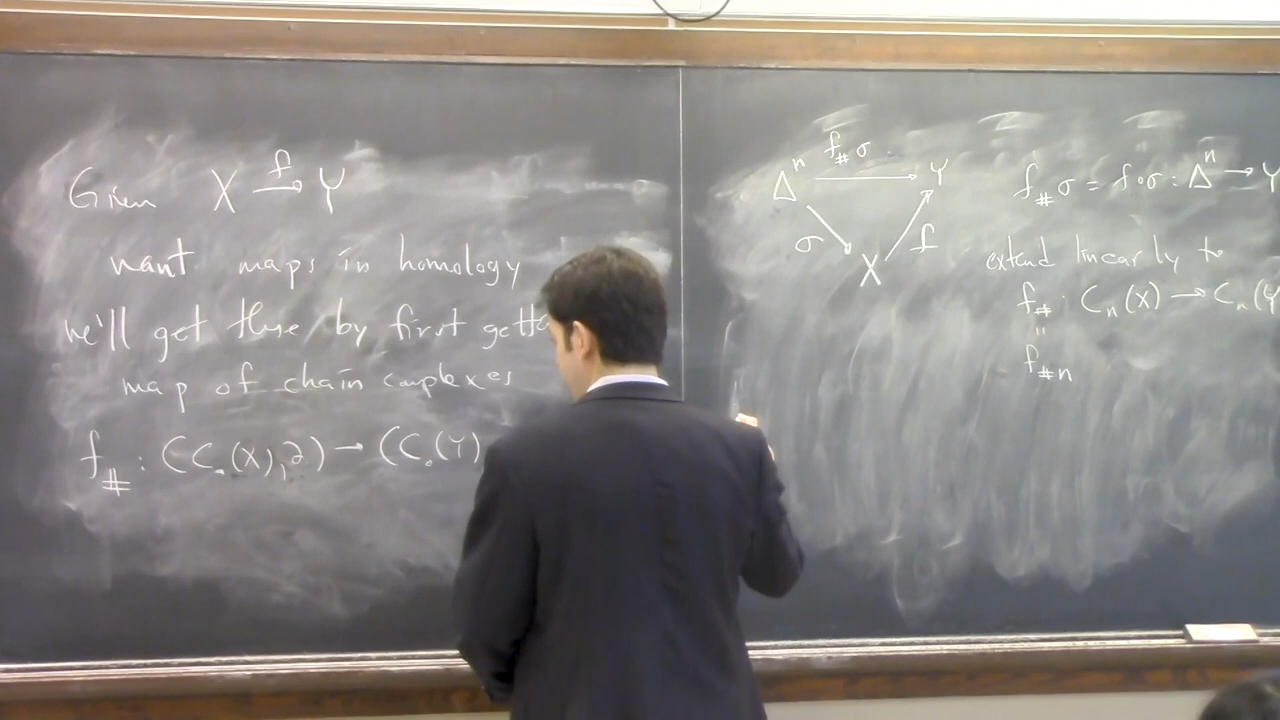 Given X →f Y
want maps in homology
we'll get these by first gett
map of chain complexes
f# : (C.(X), ∂) → (C.(Y)
Δⁿ f#σ Y
σ X f
f#σ = f∘σ : Δⁿ → Y
extend linearly to
f# : Cₙ(X) → Cₙ(Y
"
f#n